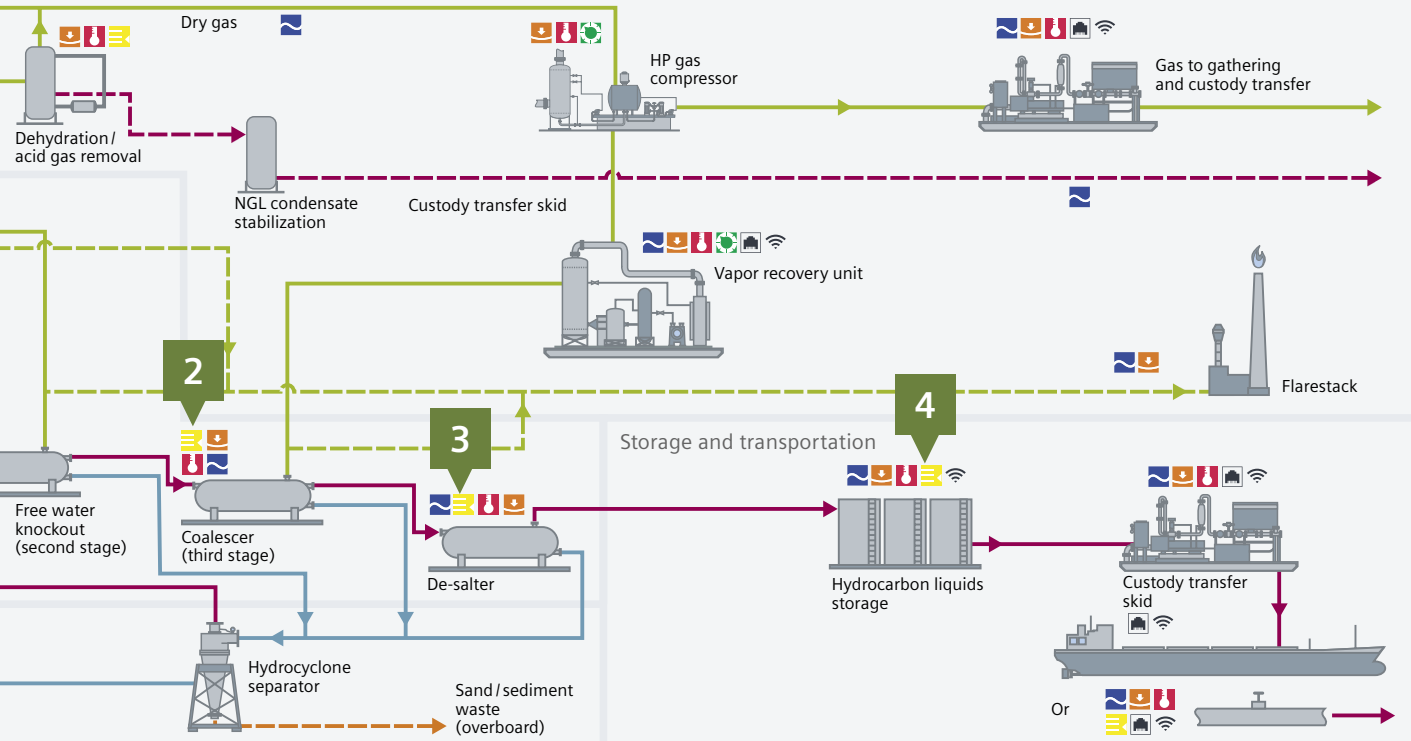 Dry gas
HP gas
compressor
Gas to gathering
and custody transfer
Dehydration/
acid gas removal
NGL condensate
stabilization
Custody transfer skid
Vapor recovery unit
Flarestack
2
3
4
Storage and transportation
Free water
knockout
(second stage)
Coalescer
(third stage)
De-salter
Hydrocarbon liquids
storage
Custody transfer
skid
Hydrocyclone
separator
Sand/sediment
waste
(overboard)
Or